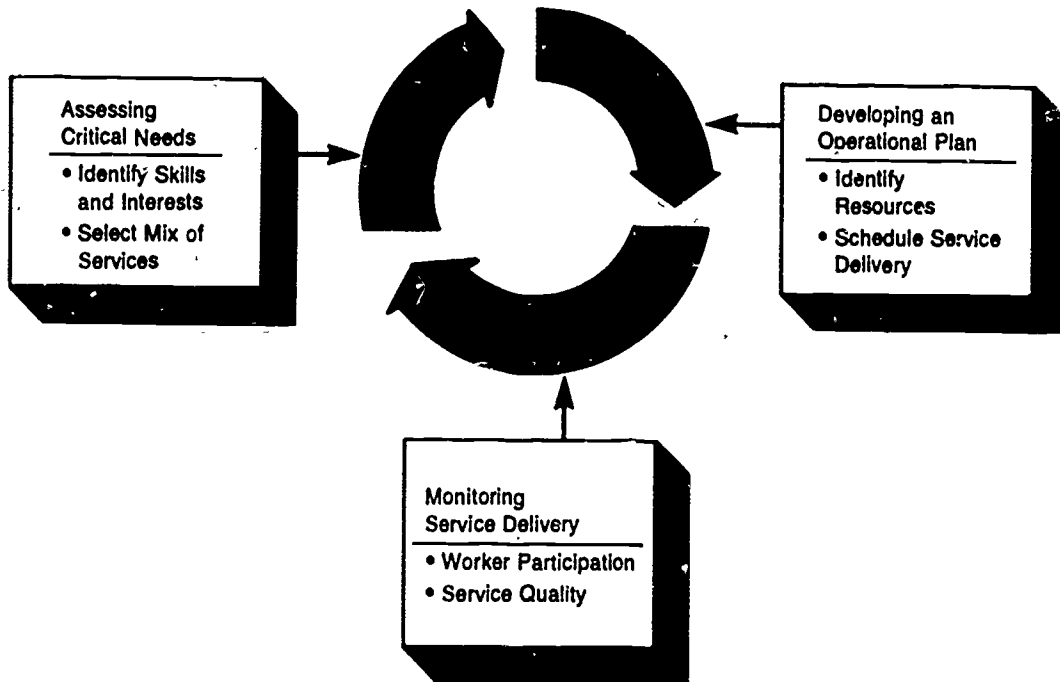 Assessing
Critical Needs
• Identify Skills
and Interests
• Select Mix of
Services
Developing an
Operational Plan
• Identify
Resources
• Schedule Service
Delivery
Monitoring
Service Delivery
• Worker Participation
• Service Quality